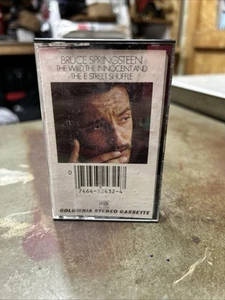 BRUCE SPRINGSTEEN
THE WILD, THE INNOCENT AND
THE E STREET SHUFFLE
0
7464-32432-4
COLUMBIA STEREO CASSETTE